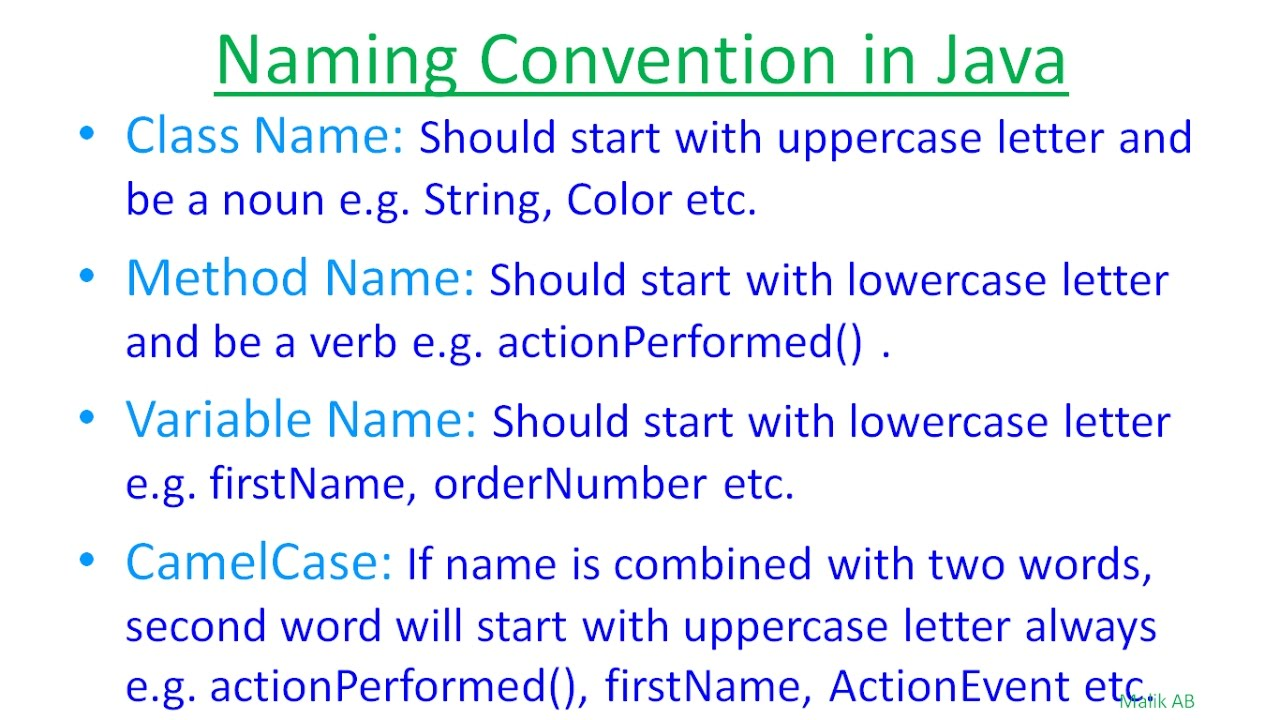 Naming Convention in Java
• Class Name: Should start with uppercase letter and
be a noun e.g. String, Color etc.
• Method Name: Should start with lowercase letter
and be a verb e.g. actionPerformed() .
• Variable Name: Should start with lowercase letter
e.g. firstName, orderNumber etc.
• CamelCase: If name is combined with two words,
second word will start with uppercase letter always
e.g. actionPerformed(), firstName, ActionEvent etc.
Malik AB